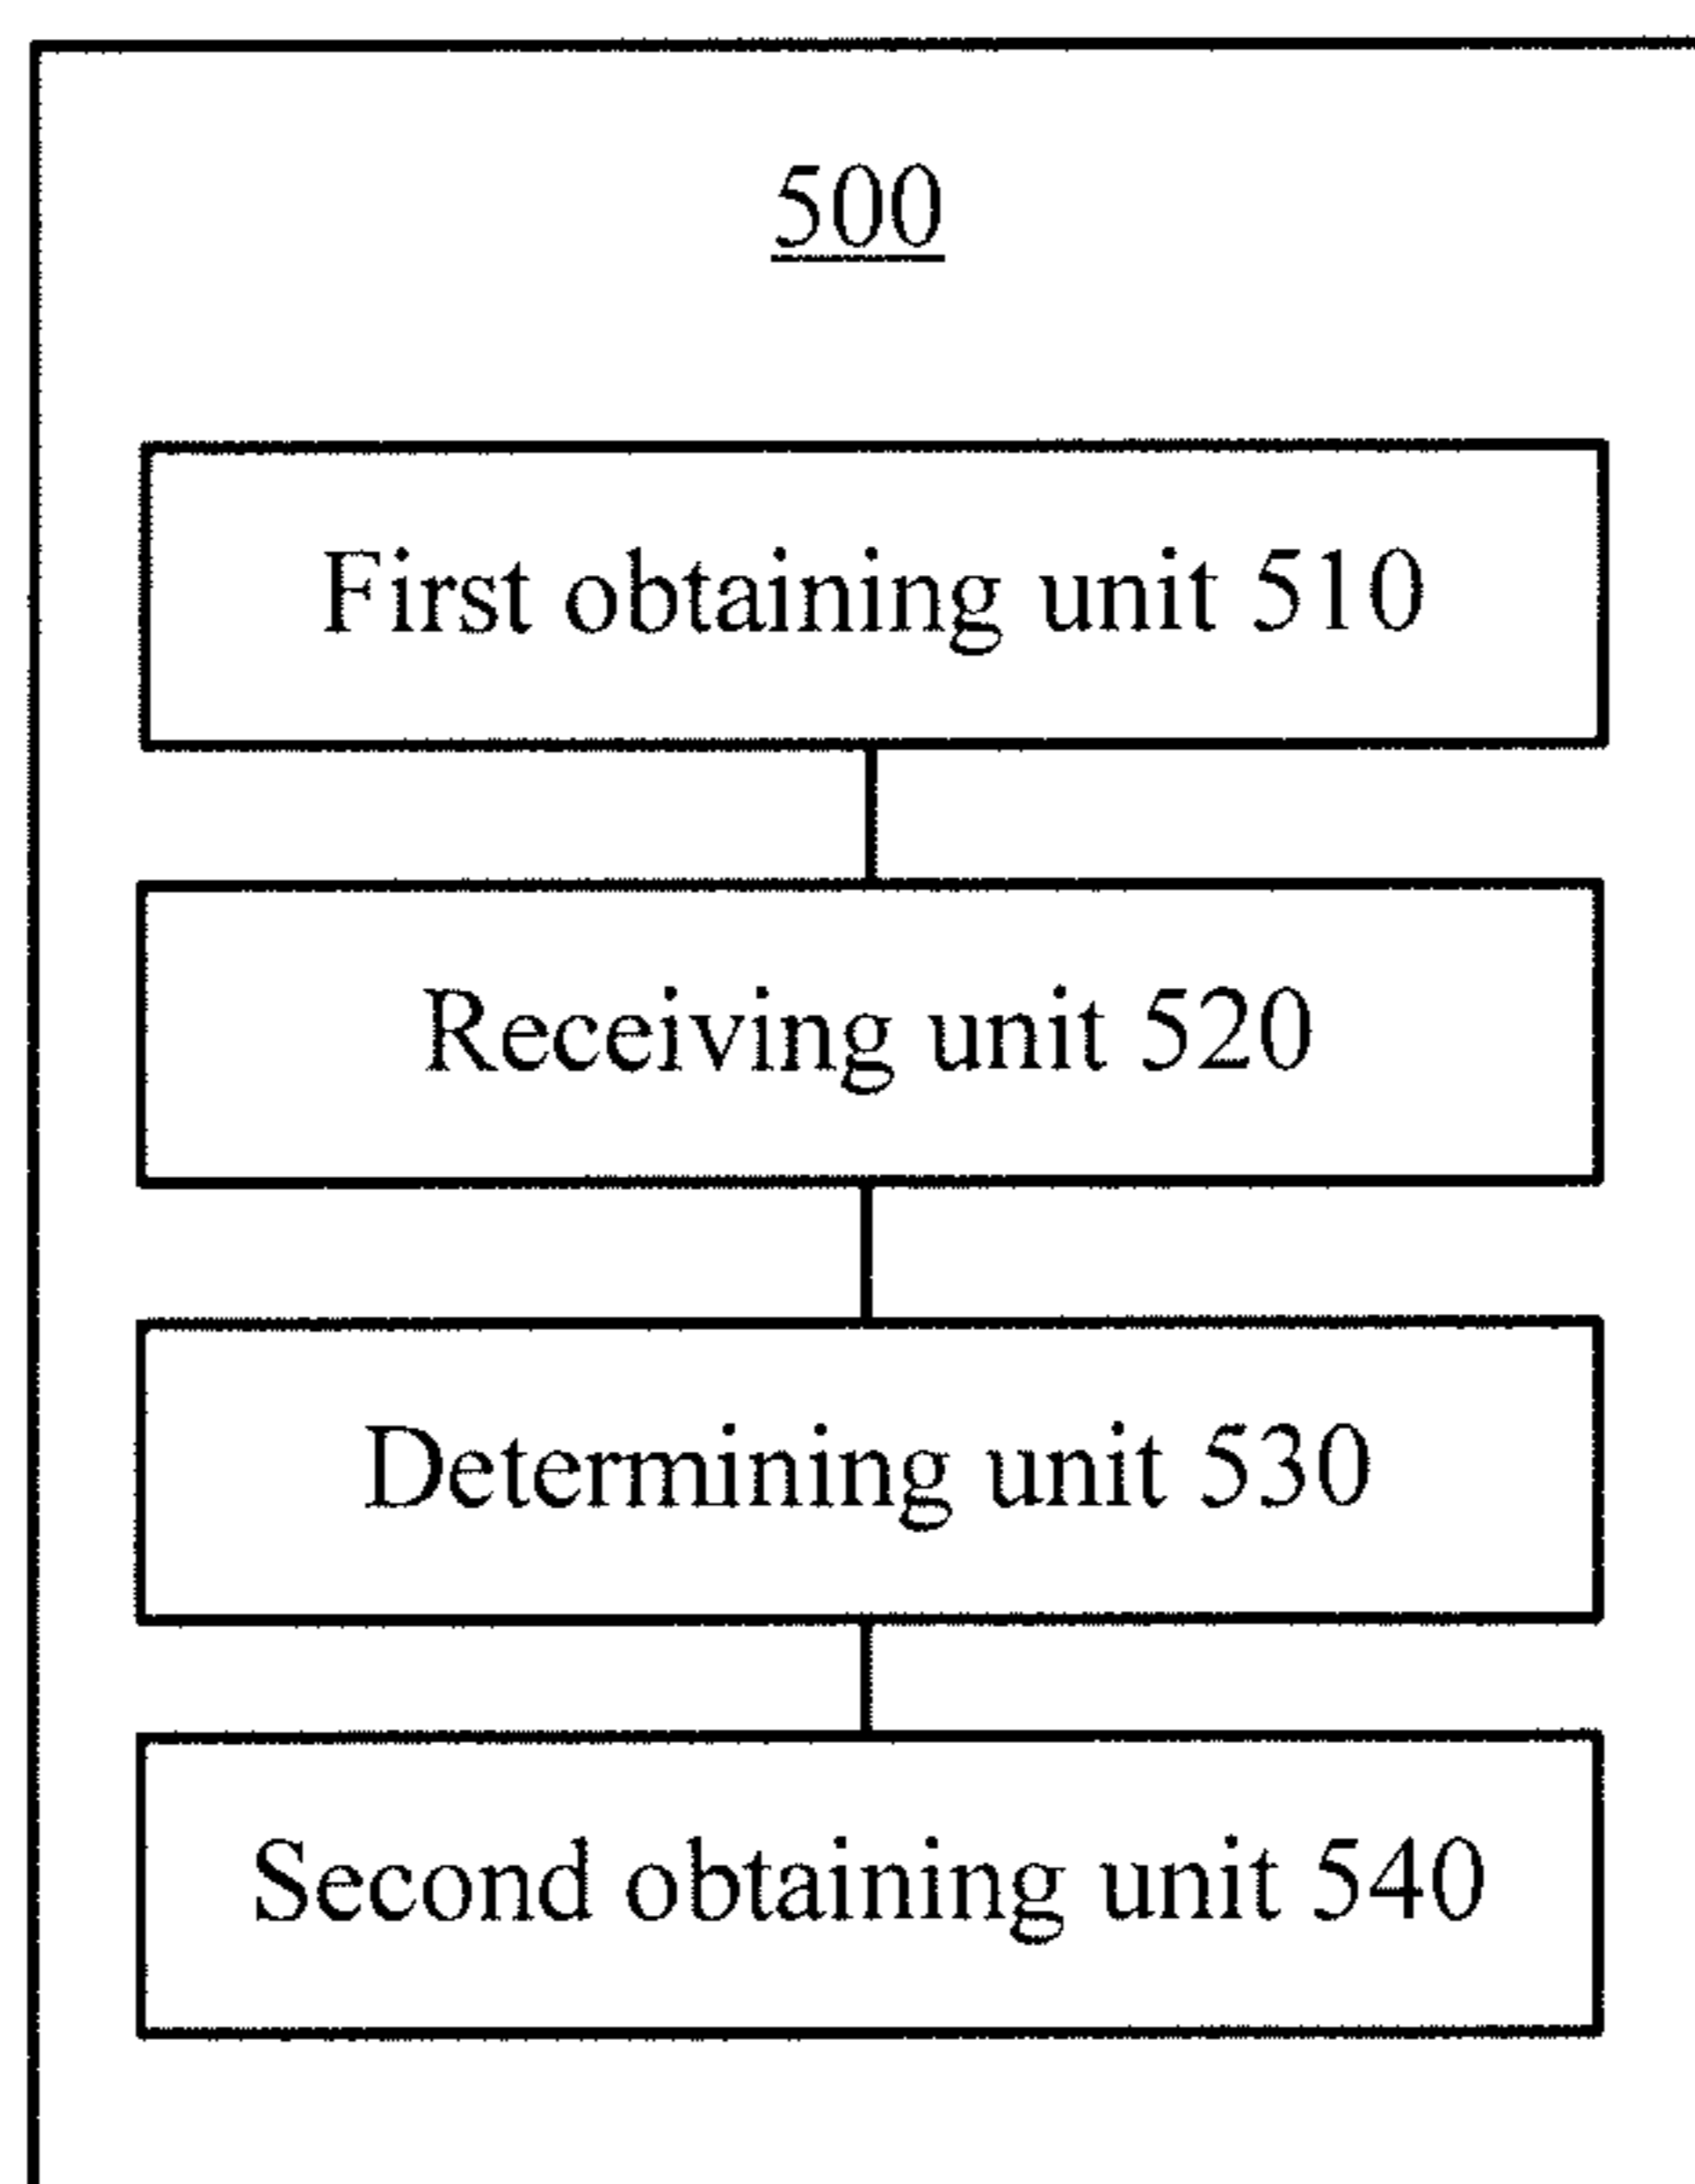 500
First obtaining unit 510
Receiving unit 520
Determining unit 530
Second obtaining unit 540